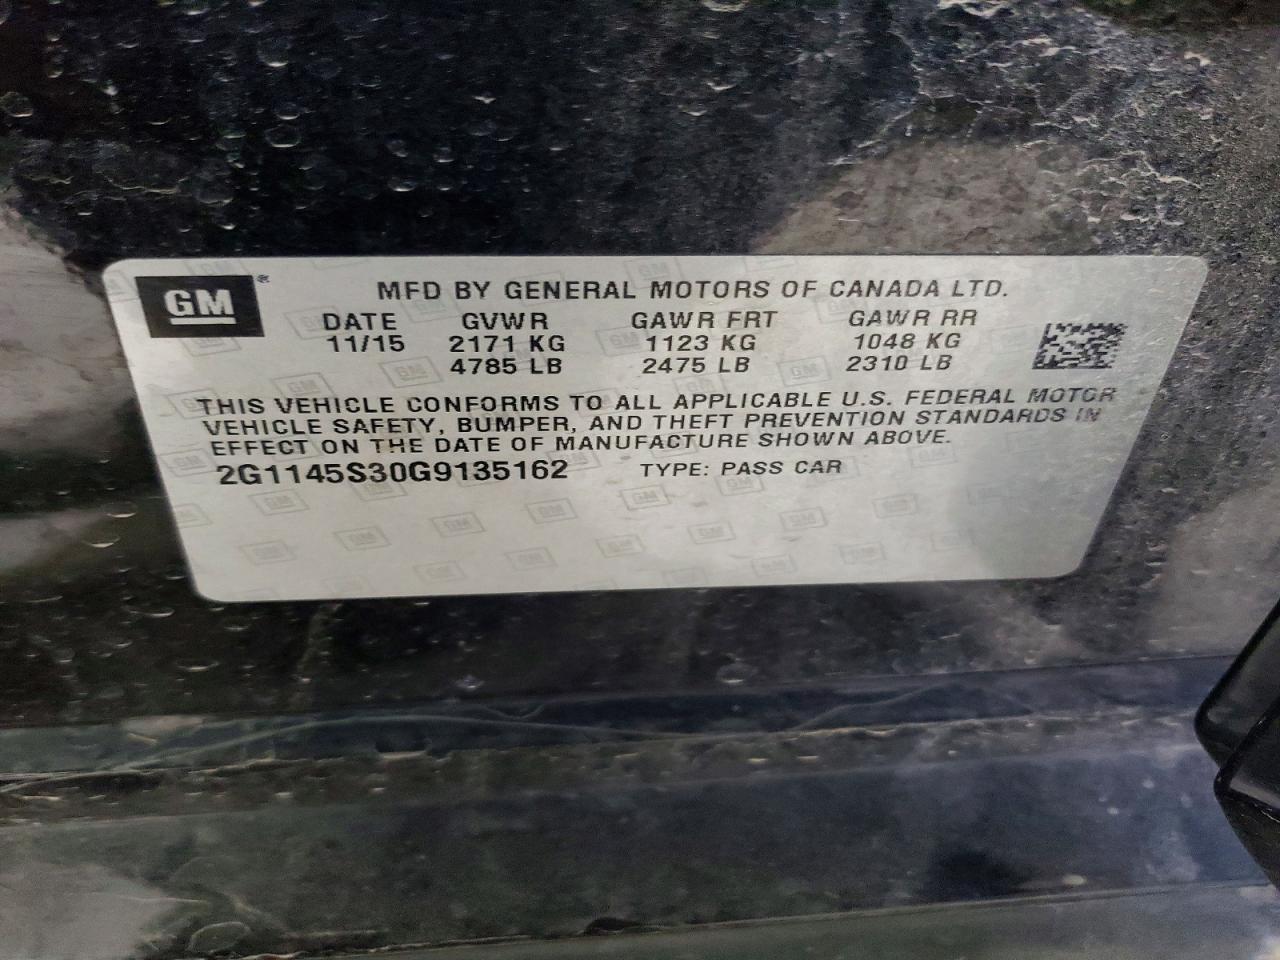 GM® MFD BY GENERAL MOTORS OF CANADA LTD.
DATE GVWR GAWR FRT GAWR RR
11/15 2171 KG 1123 KG 1048 KG
4785 LB 2475 LB 2310 LB
THIS VEHICLE CONFORMS TO ALL APPLICABLE U.S. FEDERAL MOTOR
VEHICLE SAFETY, BUMPER, AND THEFT PREVENTION STANDARDS IN
EFFECT ON THE DATE OF MANUFACTURE SHOWN ABOVE.
2G1145S30G9135162 TYPE: PASS CAR